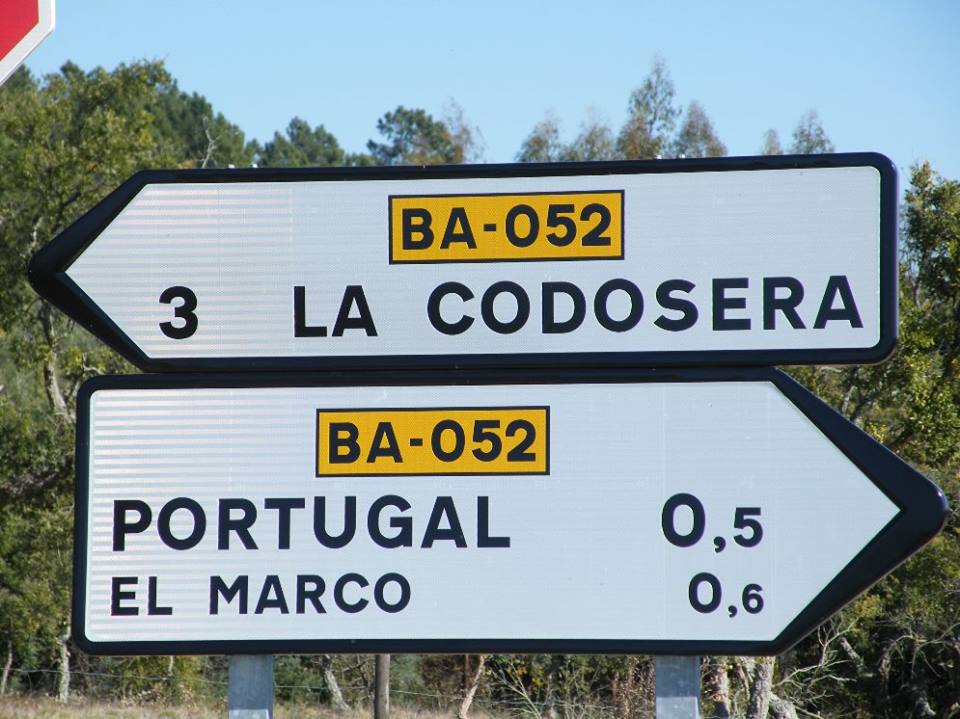 BA-052
3 LA CODOSERA
BA-052
PORTUGAL 0,5
EL MARCO 0,6